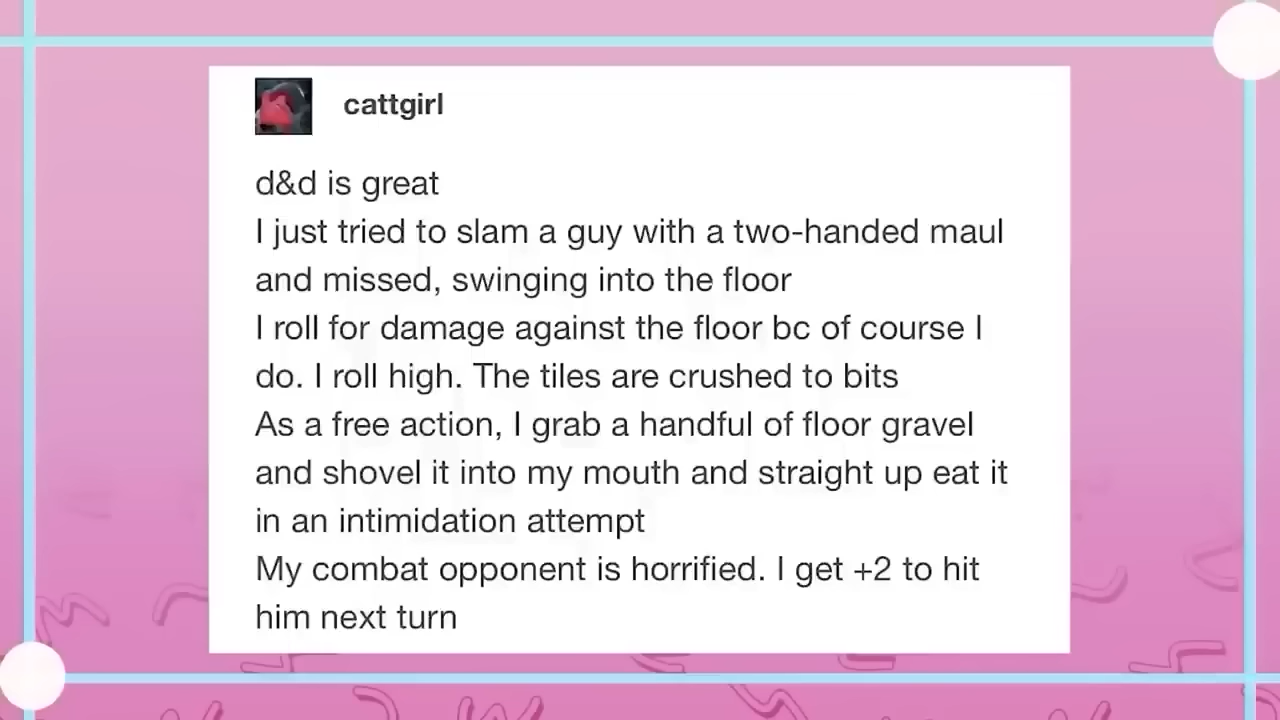 cattgirl
d&d is great
I just tried to slam a guy with a two-handed maul
and missed, swinging into the floor
I roll for damage against the floor bc of course I
do. I roll high. The tiles are crushed to bits
As a free action, I grab a handful of floor gravel
and shovel it into my mouth and straight up eat it
in an intimidation attempt
My combat opponent is horrified. I get +2 to hit
him next turn